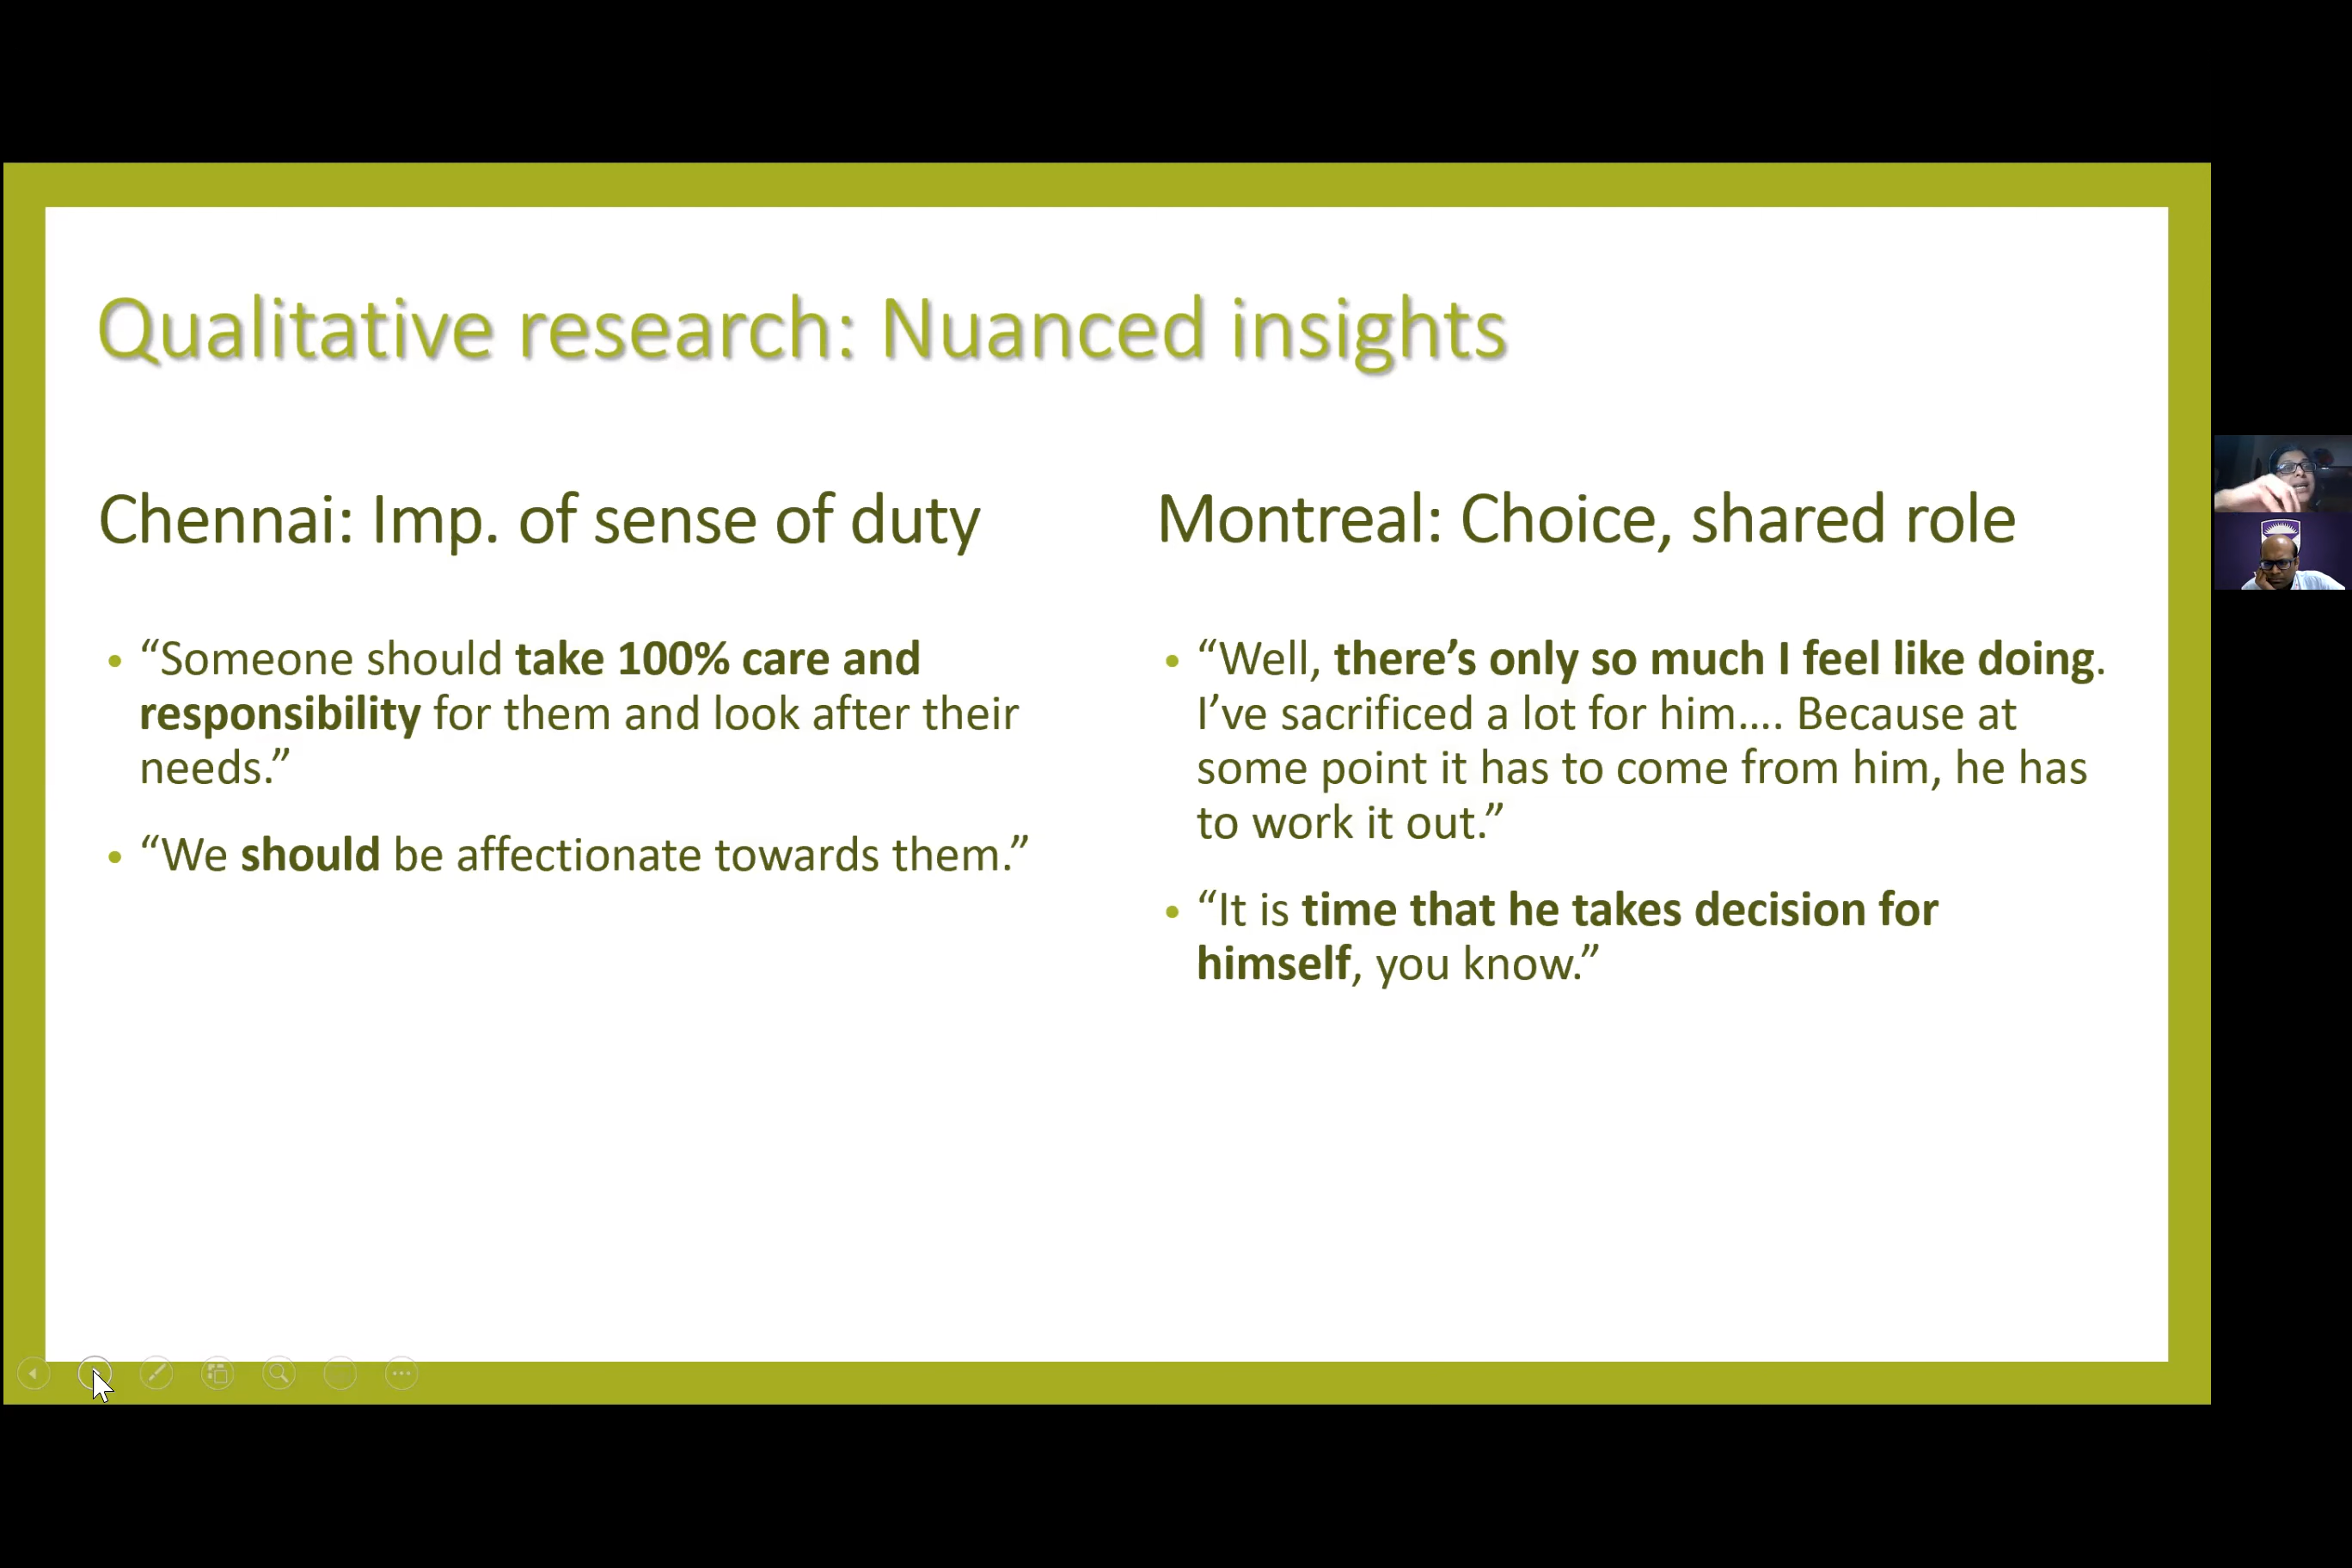 Qualitative research: Nuanced insights
Chennai: Imp. of sense of duty
• “Someone should take 100% care and
responsibility for them and look after their
needs.”
• “We should be affectionate towards them.”
Montreal: Choice, shared role
• “Well, there’s only so much I feel like doing.
I’ve sacrificed a lot for him.... Because at
some point it has to come from him, he has
to work it out.”
• “It is time that he takes decision for
himself, you know.”